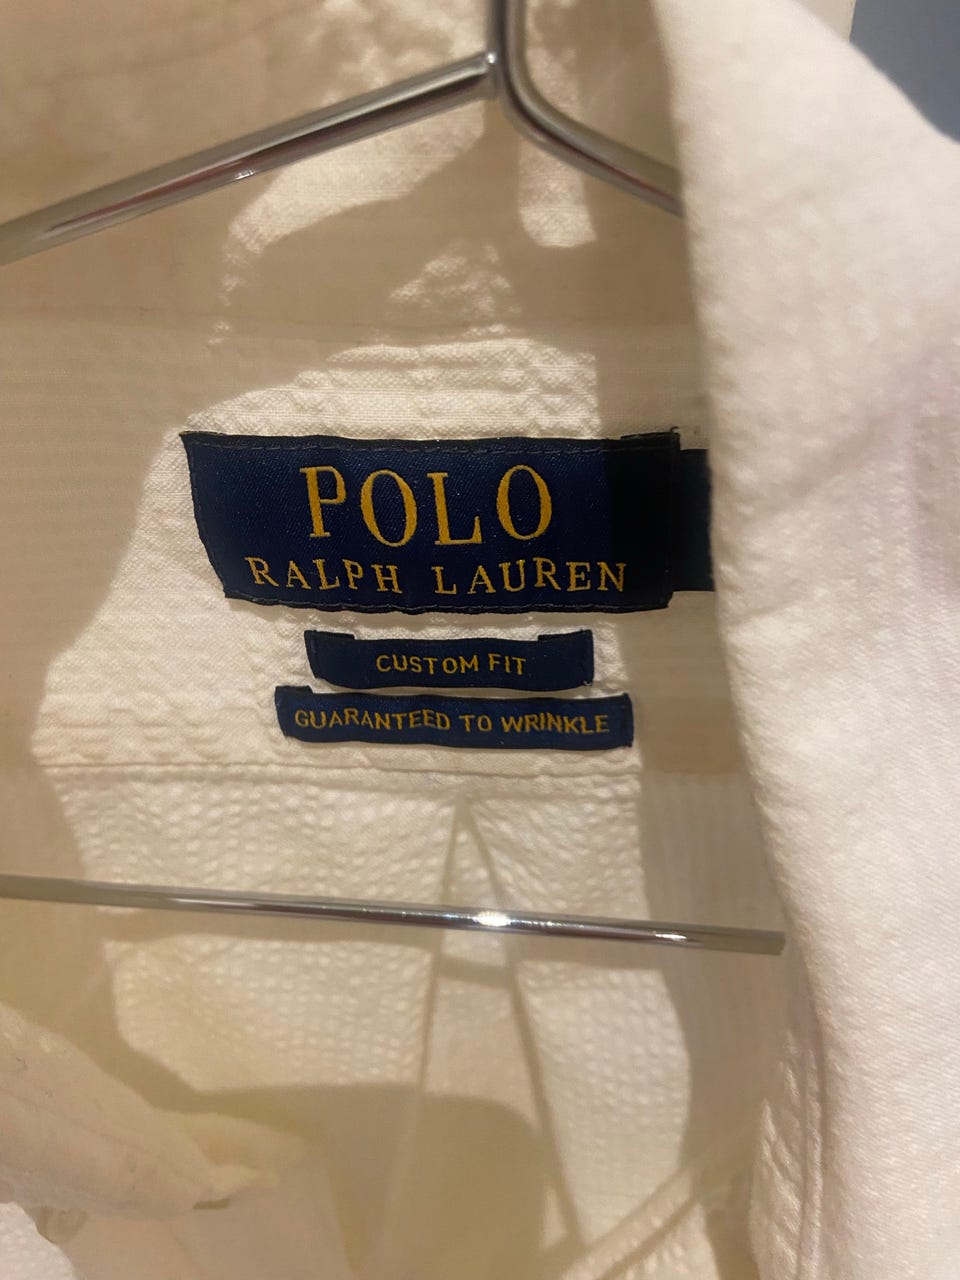 POLO
RALPH LAUREN
CUSTOM FIT
GUARANTEED TO WRINKLE